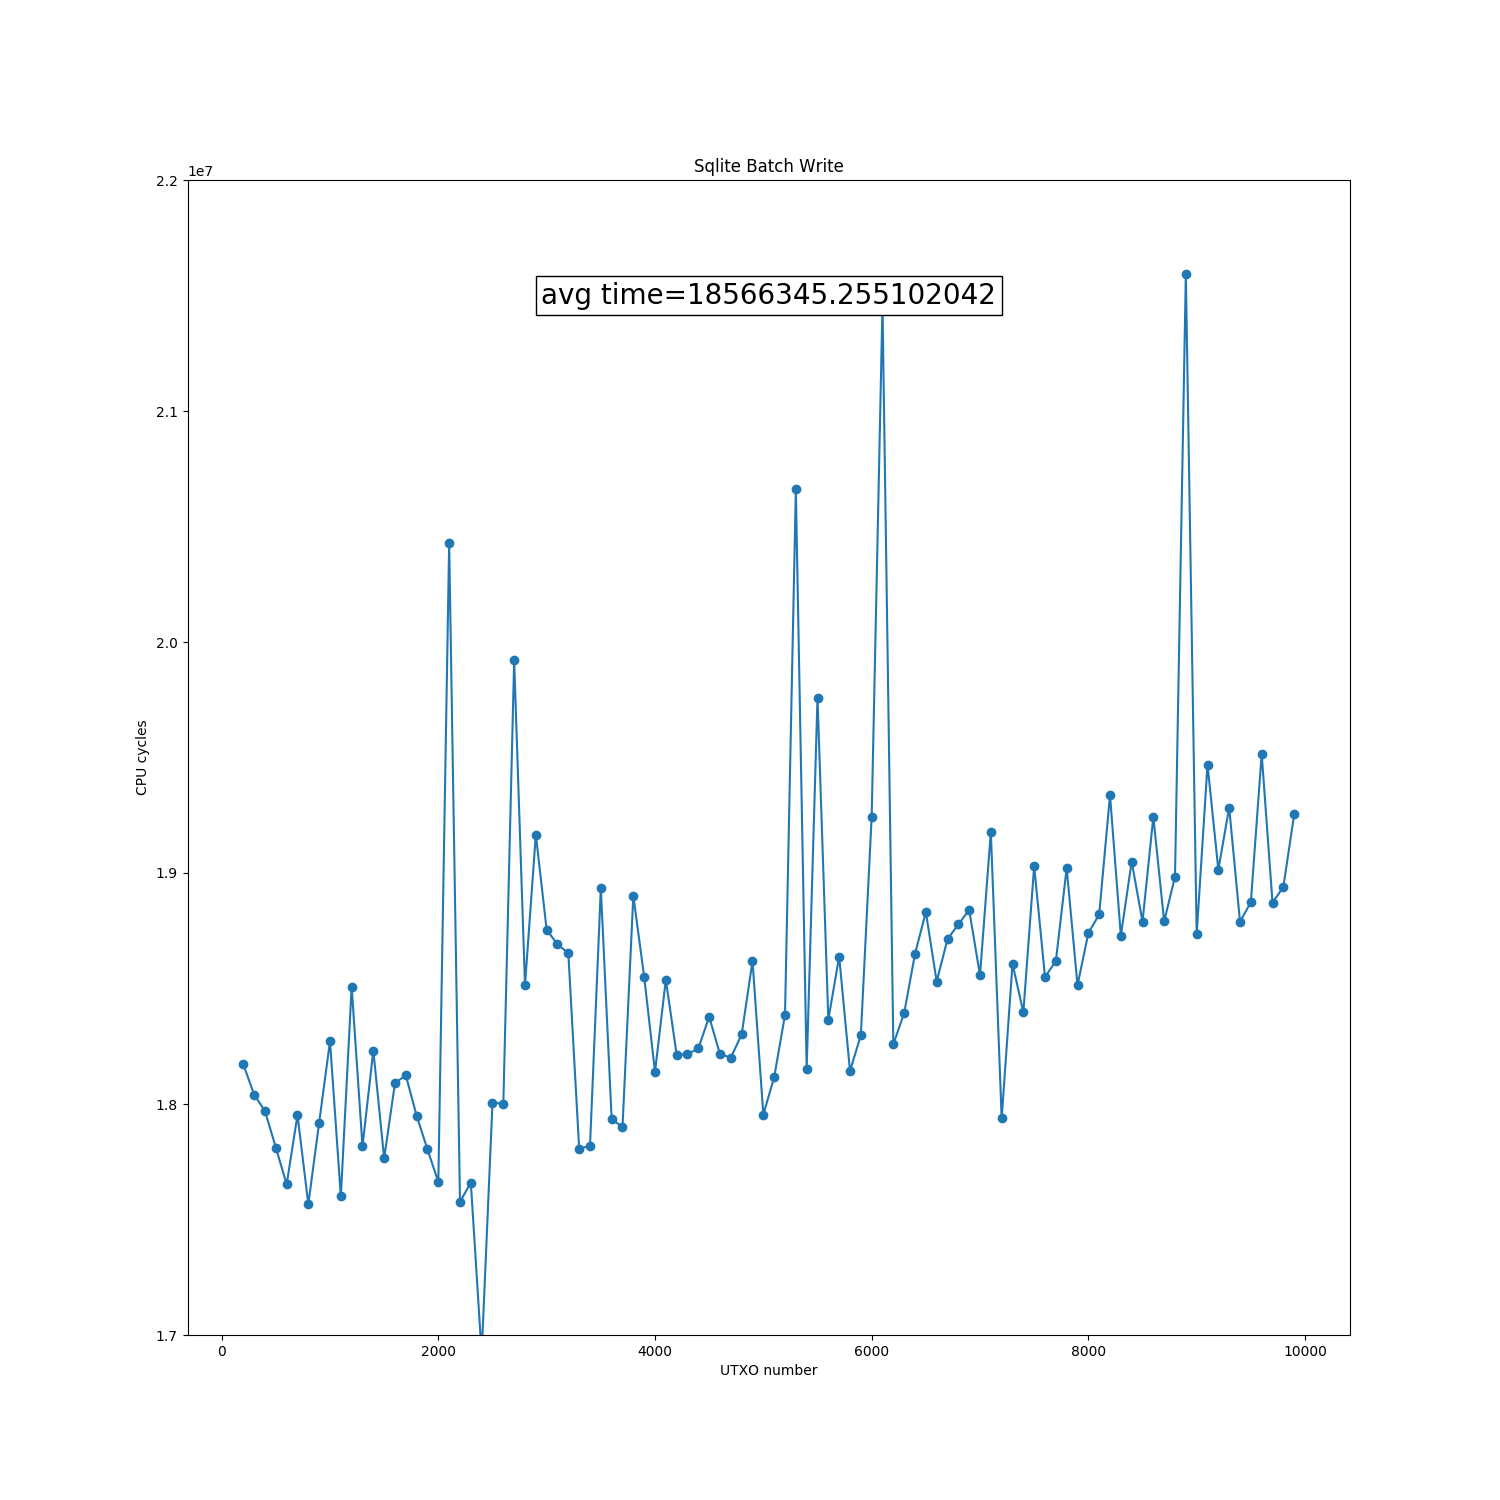 Sqlite Batch Write
1e7
2.2
avg time=18566345.255102042
2.1
2.0
1.9
CPU cycles
1.8
1.7
0 2000 4000 6000 8000 10000
UTXO number